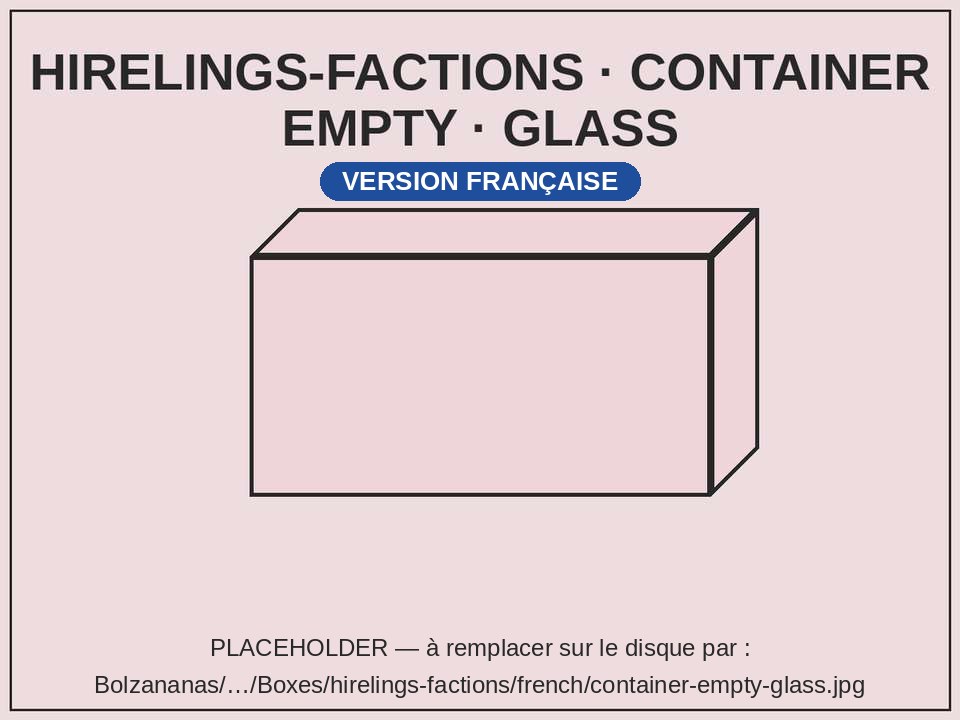 HIRELINGS-FACTIONS · CONTAINER
EMPTY · GLASS
VERSION FRANÇAISE
PLACEHOLDER — à remplacer sur le disque par :
Bolzananas/…/Boxes/hirelings-factions/french/container-empty-glass.jpg